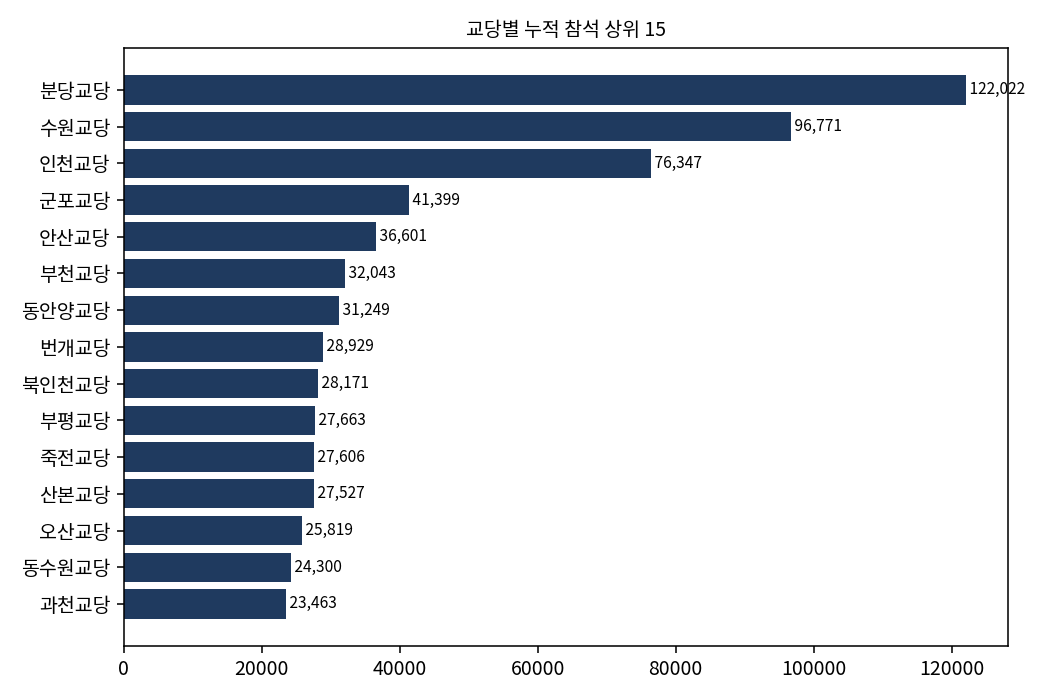 교당별 누적 참석 상위 15
분당교당 122,022
수원교당 96,771
인천교당 76,347
군포교당 41,399
안산교당 36,601
부천교당 32,043
동안양교당 31,249
번개교당 28,929
북인천교당 28,171
부평교당 27,663
죽전교당 27,606
산본교당 27,527
오산교당 25,819
동수원교당 24,300
과천교당 23,463
0 20000 40000 60000 80000 100000 120000